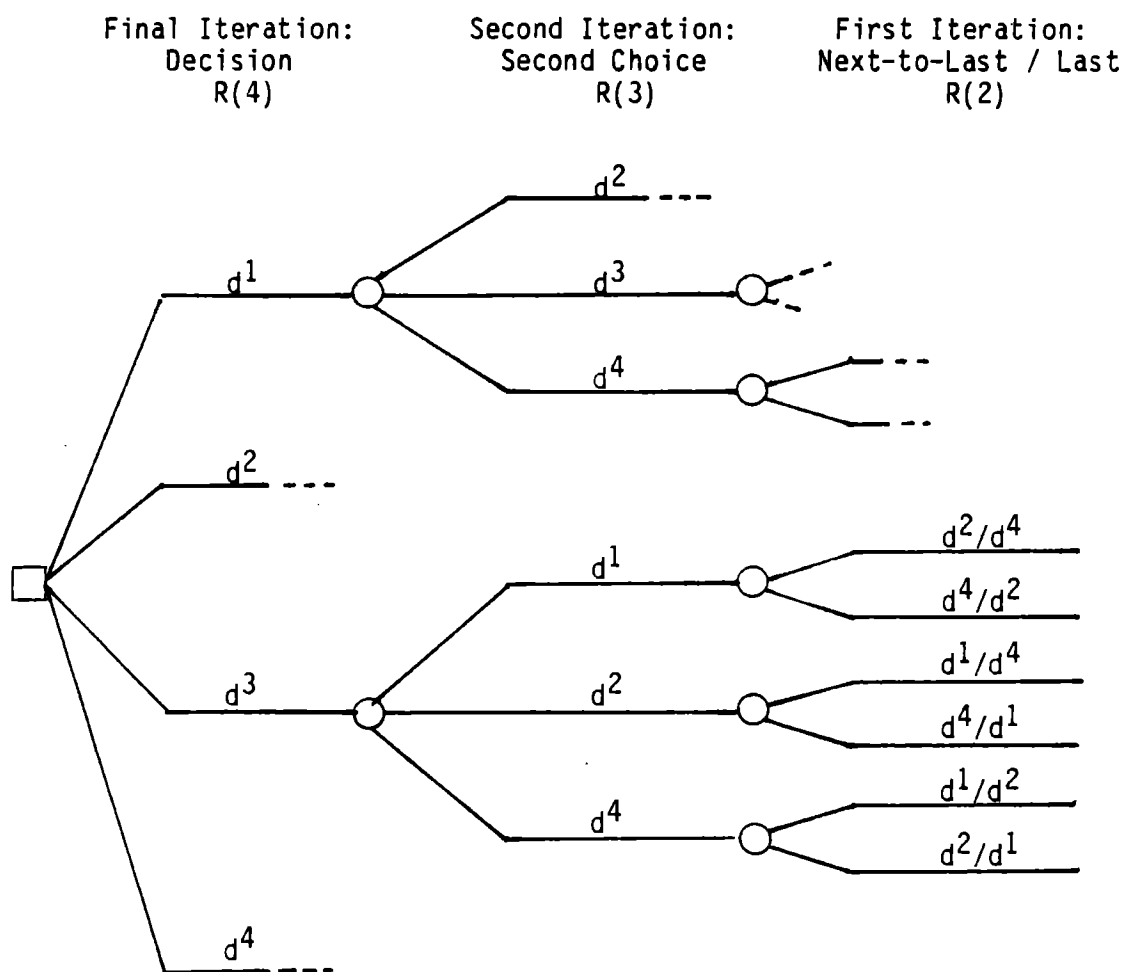 Final Iteration: Second Iteration: First Iteration:
Decision Second Choice Next-to-Last / Last
R(4) R(3) R(2)
d²
d¹ d³
d⁴
d²
d²/d⁴
d¹
d⁴/d²
d¹/d⁴
d³ d²
d⁴/d¹
d¹/d²
d⁴
d²/d¹
d⁴